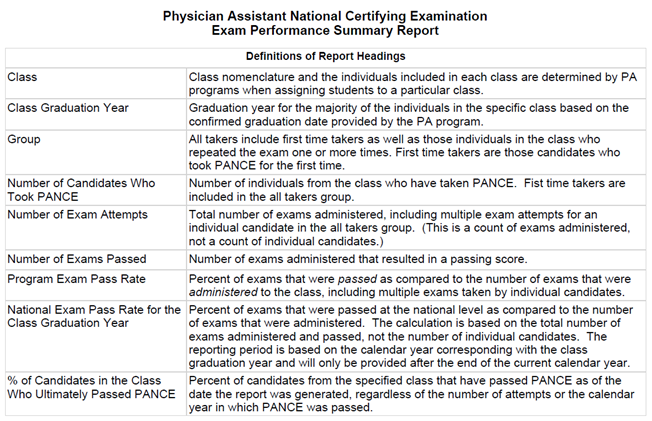 Physician Assistant National Certifying Examination
Exam Performance Summary Report
Definitions of Report Headings
Class
Class nomenclature and the individuals included in each class are determined by PA
programs when assigning students to a particular class.
Class Graduation Year
Graduation year for the majority of the individuals in the specific class based on the
confirmed graduation date provided by the PA program.
Group
All takers include first time takers as well as those individuals in the class who
repeated the exam one or more times. First time takers are those candidates who
took PANCE for the first time.
Number of Candidates Who
Took PANCE
Number of individuals from the class who have taken PANCE. Fist time takers are
included in the all takers group.
Number of Exam Attempts
Total number of exams administered, including multiple exam attempts for an
individual candidate in the all takers group. (This is a count of exams administered,
not a count of individual candidates.)
Number of Exams Passed
Number of exams administered that resulted in a passing score.
Program Exam Pass Rate
Percent of exams that were passed as compared to the number of exams that were
administered to the class, including multiple exams taken by individual candidates.
National Exam Pass Rate for the
Class Graduation Year
Percent of exams that were passed at the national level as compared to the number
of exams that were administered. The calculation is based on the total number of
exams administered and passed, not the number of individual candidates. The
reporting period is based on the calendar year corresponding with the class
graduation year and will only be provided after the end of the current calendar year.
% of Candidates in the Class
Who Ultimately Passed PANCE
Percent of candidates from the specified class that have passed PANCE as of the
date the report was generated, regardless of the number of attempts or the calendar
year in which PANCE was passed.